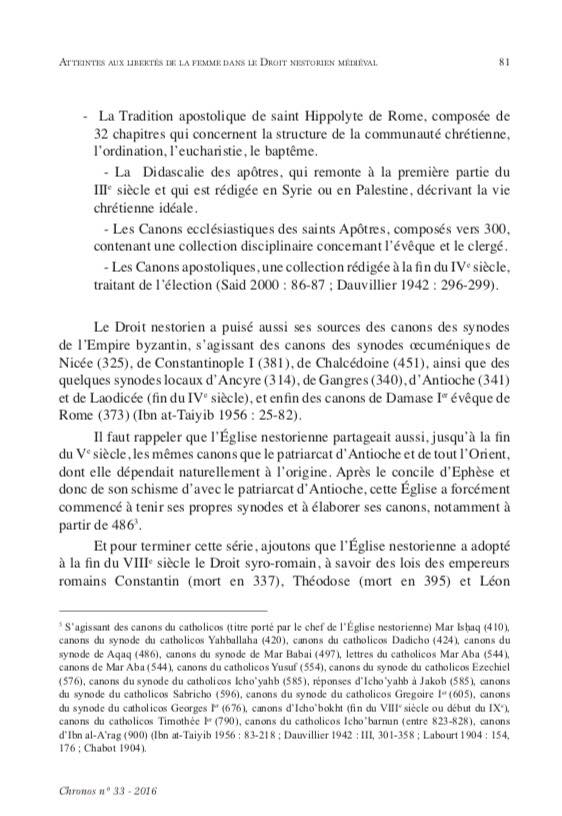 Atteintes aux libertés de la femme dans le Droit nestorien médiéval 81
- La Tradition apostolique de saint Hippolyte de Rome, composée de
32 chapitres qui concernent la structure de la communauté chrétienne,
l'ordination, l'eucharistie, le baptême.
- La Didascalie des apôtres, qui remonte à la première partie du
IIIe siècle et qui est rédigée en Syrie ou en Palestine, décrivant la vie
chrétienne idéale.
- Les Canons ecclésiastiques des saints Apôtres, composés vers 300,
contenant une collection disciplinaire concernant l'évêque et le clergé.
- Les Canons apostoliques, une collection rédigée à la fin du IVe siècle,
traitant de l'élection (Said 2000 : 86-87 ; Dauvillier 1942 : 296-299).
Le Droit nestorien a puisé aussi ses sources des canons des synodes
de l'Empire byzantin, s'agissant des canons des synodes œcuméniques de
Nicée (325), de Constantinople I (381), de Chalcédoine (451), ainsi que des
quelques synodes locaux d'Ancyre (314), de Gangres (340), d'Antioche (341)
et de Laodicée (fin du IVe siècle), et enfin des canons de Damase Ier évêque de
Rome (373) (Ibn at-Taiyib 1956 : 25-82).
Il faut rappeler que l'Église nestorienne partageait aussi, jusqu'à la fin
du Ve siècle, les mêmes canons que le patriarcat d'Antioche et de tout l'Orient,
dont elle dépendait naturellement à l'origine. Après le concile d'Ephèse et
donc de son schisme d'avec le patriarcat d'Antioche, cette Église a forcément
commencé à tenir ses propres synodes et à élaborer ses canons, notamment à
partir de 486³.
Et pour terminer cette série, ajoutons que l'Église nestorienne a adopté
à la fin du VIIIe siècle le Droit syro-romain, à savoir des lois des empereurs
romains Constantin (mort en 337), Théodose (mort en 395) et Léon
³ S'agissant des canons du catholicos (titre porté par le chef de l'Église nestorienne) Mar Ishaq (410),
canons du synode du catholicos Yahballaha (420), canons du catholicos Dadicho (424), canons du
synode de Aqaq (486), canons du synode de Mar Babai (497), lettres du catholicos Mar Aba (544),
canons de Mar Aba (544), canons du catholicos Yusuf (554), canons du synode du catholicos Ezechiel
(576), canons du synode du catholicos Icho'yahb (585), réponses d'Icho'yahb à Jakob (585), canons
du synode du catholicos Sabricho (596), canons du synode du catholicos Gregoire Ier (605), canons
du synode du catholicos Georges Ier (676), canons d'Icho'bokht (fin du VIIIe siècle ou début du IXe),
canons du catholicos Timothée Ier (790), canons du catholicos Icho'barnun (entre 823-828), canons
d'Ibn al-A'rag (900) (Ibn at-Taiyib 1956 : 83-218 ; Dauvillier 1942 : III, 301-358 ; Labourt 1904 : 154,
176 ; Chabot 1904).
Chronos n° 33 - 2016